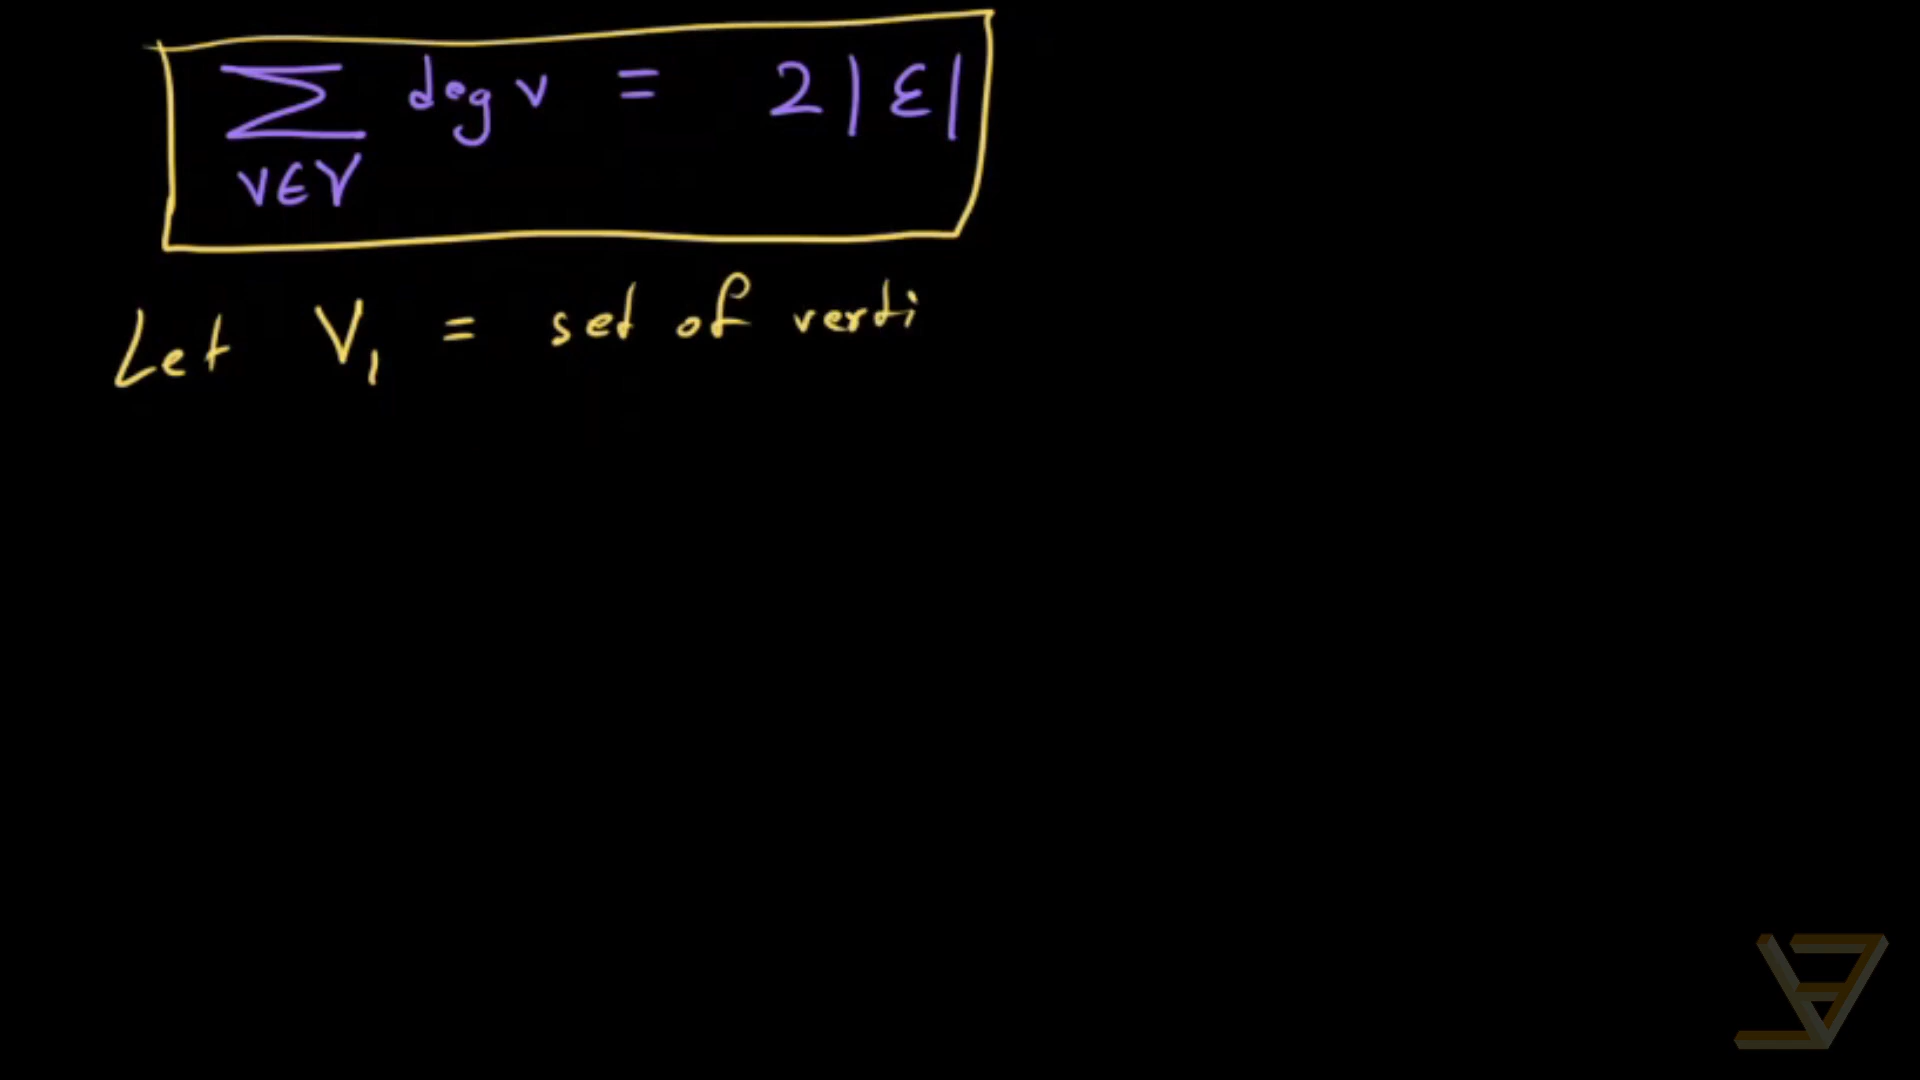 ∑ deg v = 2|ε|
v∈V
Let V₁ = set of verti